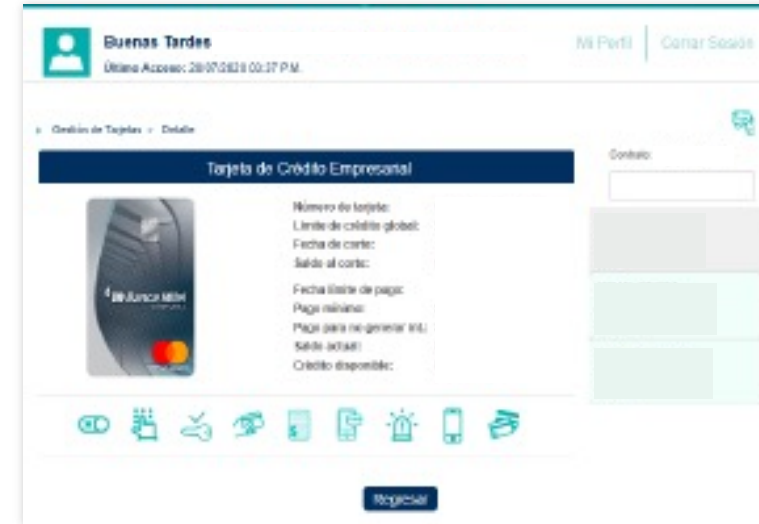 Buenas Tardes
Último Acceso: 28/07/2020 03:37 P.M.
Mi Perfil
Cerrar Sesión
Gestión de Tarjetas > Detalle
Tarjeta de Crédito Empresarial
Contrato:
Número de tarjeta:
Límite de crédito global:
Fecha de corte:
Saldo al corte:
Fecha límite de pago:
Pago mínimo:
Pago para no generar int.:
Saldo actual:
Crédito disponible:
Banca Mifel
Regresar